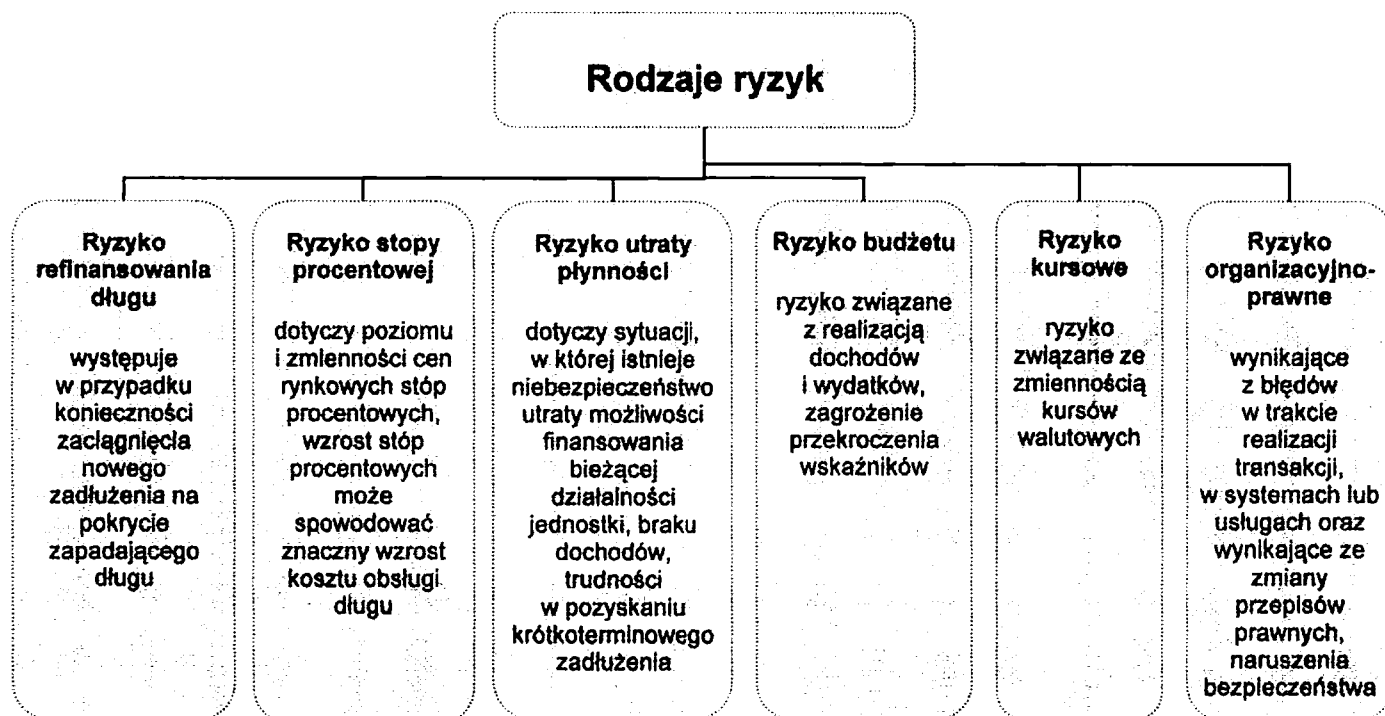 Rodzaje ryzyk
Ryzyko
refinansowania
długu
występuje
w przypadku
konieczności
zaciągnięcia
nowego
zadłużenia na
pokrycie
zapadającego
długu
Ryzyko stopy
procentowej
dotyczy poziomu
i zmienności cen
rynkowych stóp
procentowych,
wzrost stóp
procentowych
może
spowodować
znaczny wzrost
kosztu obsługi
długu
Ryzyko utraty
płynności
dotyczy sytuacji,
w której istnieje
niebezpieczeństwo
utraty możliwości
finansowania
bieżącej
działalności
jednostki, braku
dochodów,
trudności
w pozyskaniu
krótkoterminowego
zadłużenia
Ryzyko budżetu
ryzyko związane
z realizacją
dochodów
i wydatków,
zagrożenie
przekroczenia
wskaźników
Ryzyko
kursowe
ryzyko
związane ze
zmiennością
kursów
walutowych
Ryzyko
organizacyjno-
prawne
wynikające
z błędów
w trakcie
realizacji
transakcji,
w systemach lub
usługach oraz
wynikające ze
zmiany
przepisów
prawnych,
naruszenia
bezpieczeństwa